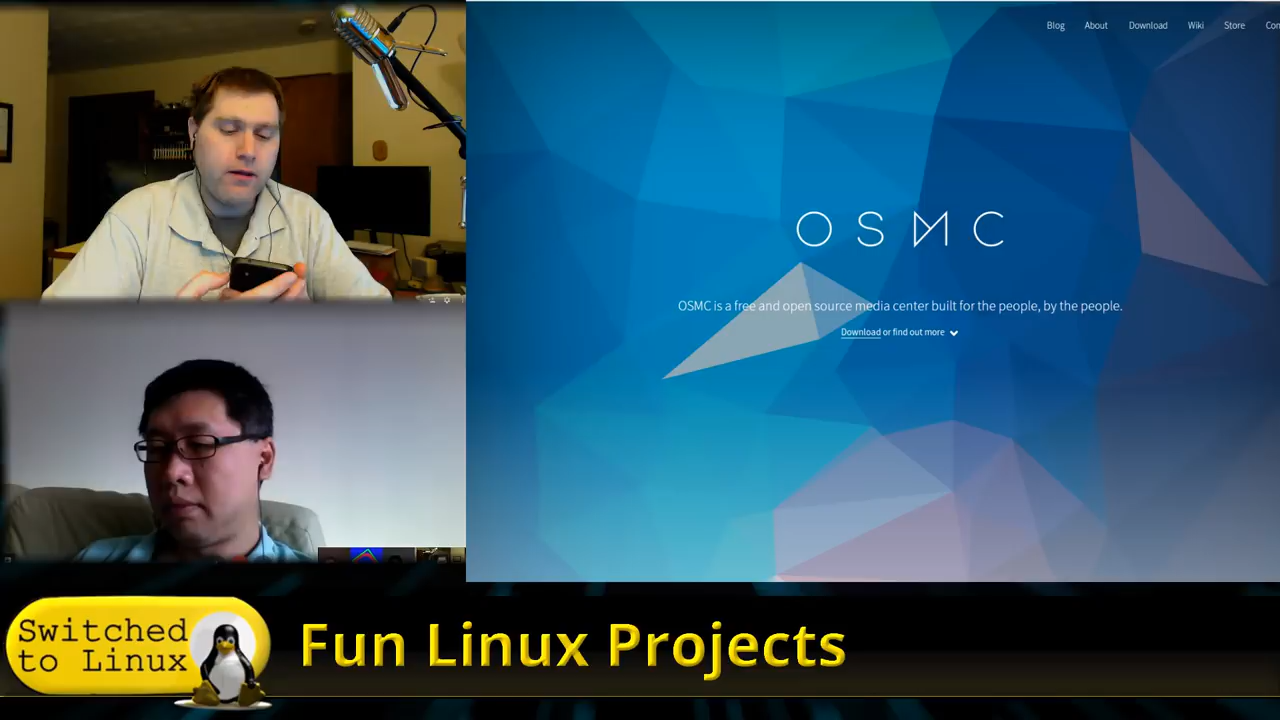 Blog About Download Wiki Store
OSMC
OSMC is a free and open source media center built for the people, by the people.
Download or find out more
Switched
to Linux
Fun Linux Projects